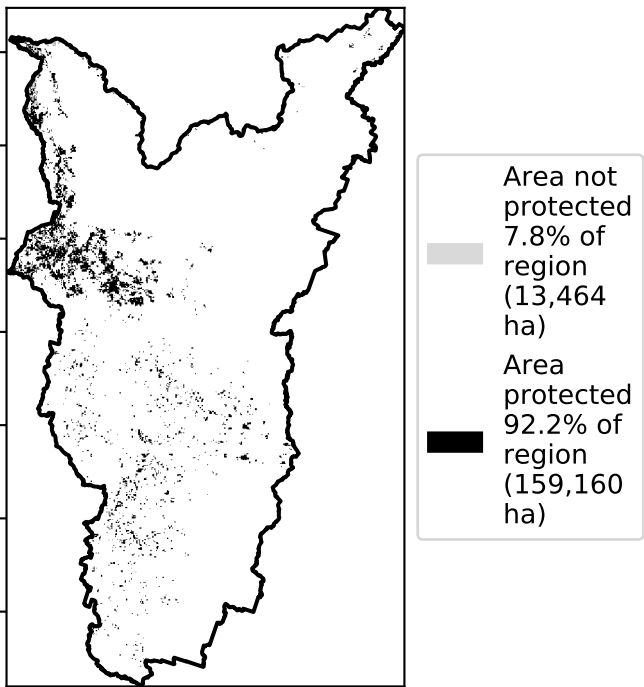 Area not
protected
7.8% of
region
(13,464
ha)
Area
protected
92.2% of
region
(159,160
ha)